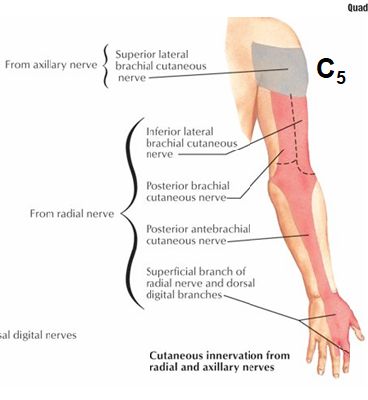 Quad
From axillary nerve
Superior lateral
brachial cutaneous
nerve
C5
Inferior lateral
brachial cutaneous
nerve
Posterior brachial
cutaneous nerve
From radial nerve
Posterior antebrachial
cutaneous nerve
Superficial branch of
radial nerve and dorsal
digital branches
sal digital nerves
Cutaneous innervation from
radial and axillary nerves